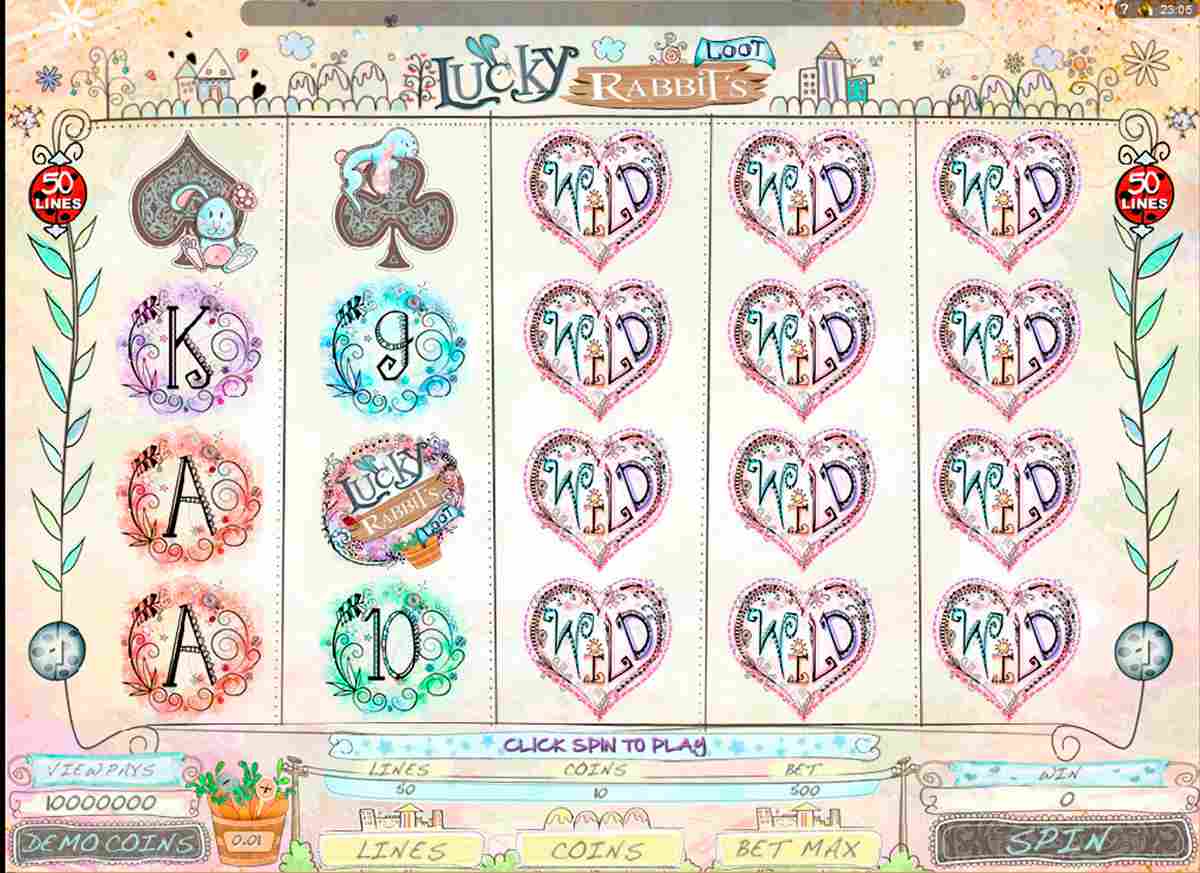 ? 23:05
LUCKY LOOT
RABBIT'S
50
LINES
50
LINES
WILD WILD WILD
K 9 WILD WILD WILD
A LUCKY RABBIT'S LOOT WILD WILD WILD
A 10 WILD WILD WILD
CLICK SPIN TO PLAY
VIEW PAYS LINES COINS BET WIN
10000000 50 10 500 0
DEMO COINS 0.01 LINES COINS BET MAX SPIN